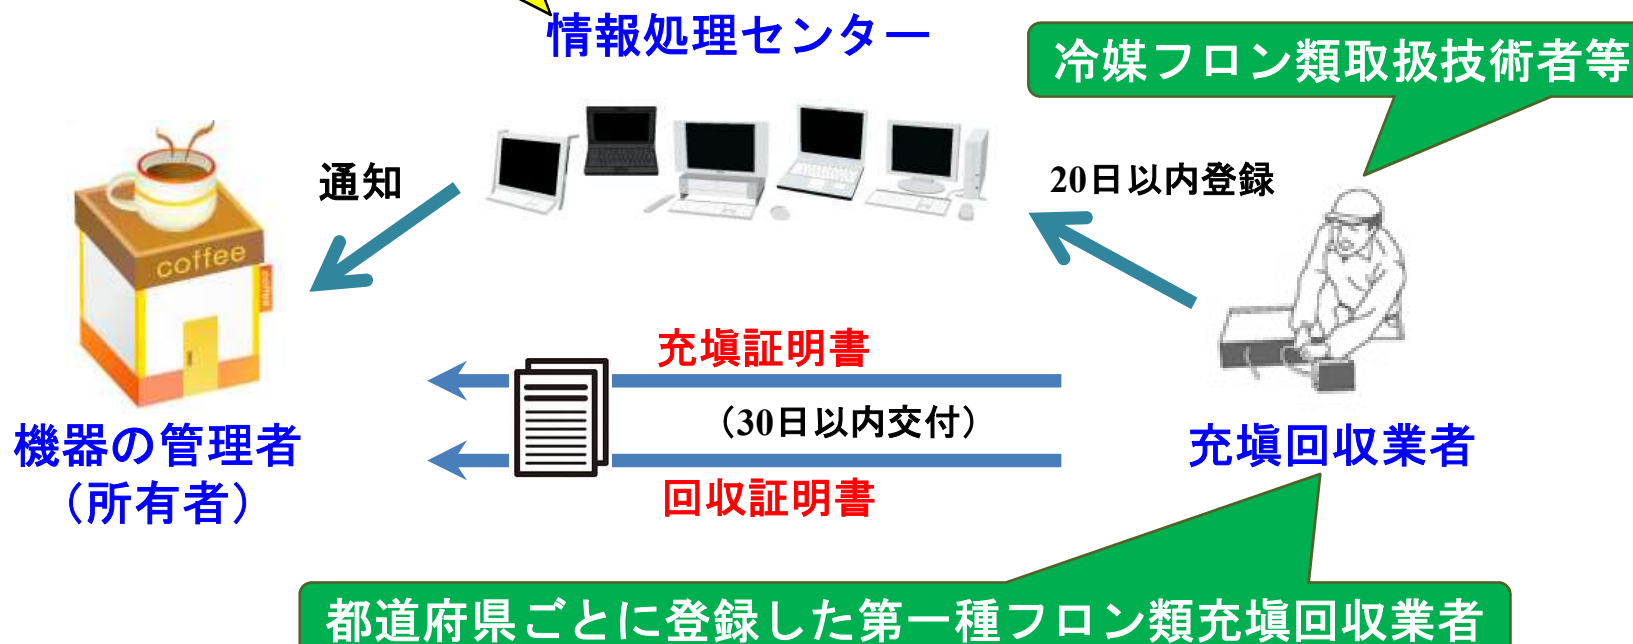 情報処理センター
冷媒フロン類取扱技術者等
通知
20日以内登録
coffee
coffee
充塡証明書
（30日以内交付）
回収証明書
機器の管理者
（所有者）
充塡回収業者
都道府県ごとに登録した第一種フロン類充塡回収業者